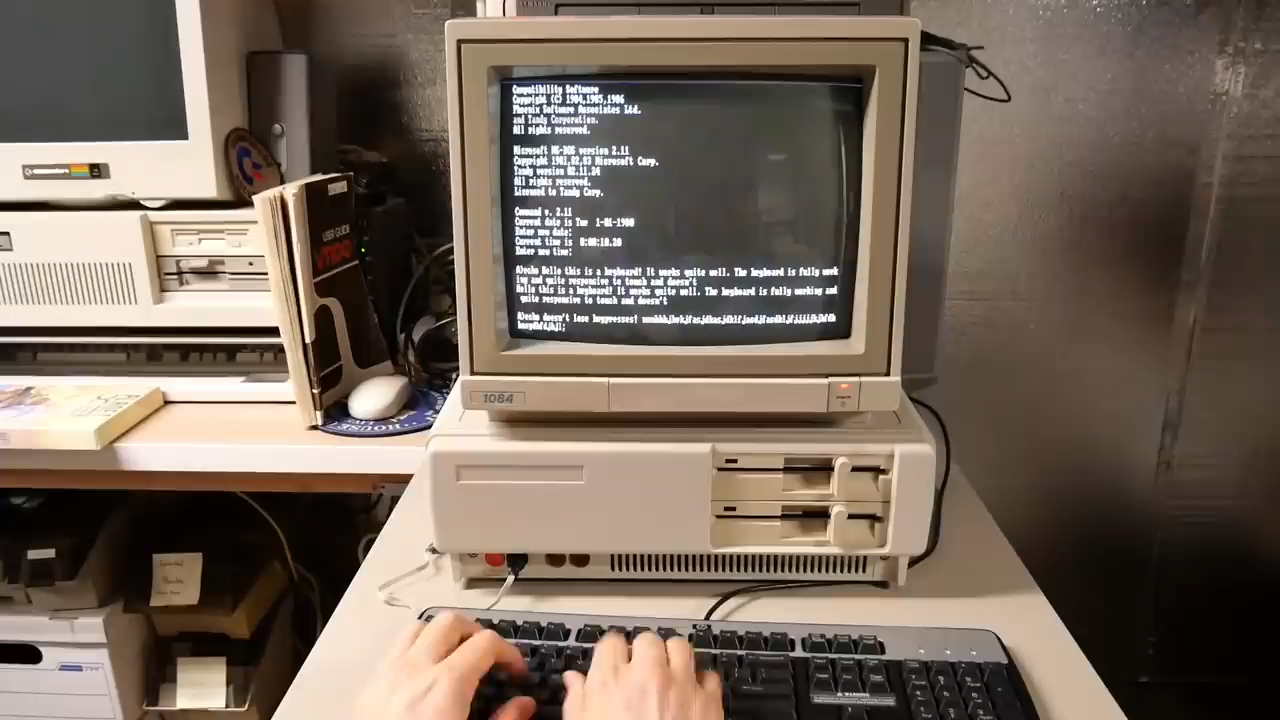 Compatibility Software
Copyright (C) 1984,1985,1986
Phoenix Software Associates Ltd.
and Tandy Corporation.
All rights reserved.
Microsoft MS-DOS version 2.11
Copyright 1981,82,83 Microsoft Corp.
Tandy version 02.11.24
All rights reserved.
Licensed to Tandy Corp.
Command v. 2.11
Current date is Tue  1-01-1980
Enter new date:
Current time is  0:00:10.20
Enter new time:
A>echo Hello this is a keyboard! It works quite well. The keyboard is fully work
ing and quite responsive to touch and doesn't
Hello this is a keyboard! It works quite well. The keyboard is fully working and
quite responsive to touch and doesn't
A>echo doesn't lose keypresses!
1084
POWER
commodore
USER GUIDE
WARNING